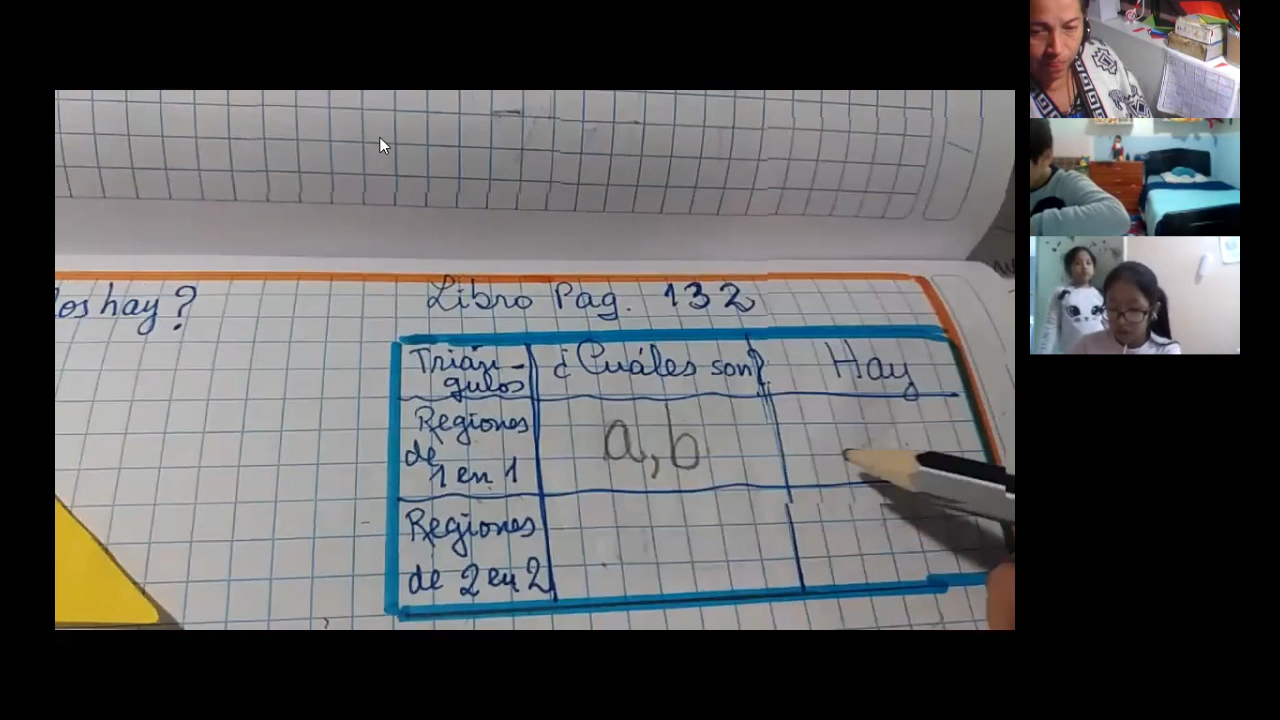 los hay?
Libro Pag. 132
Trián-
gulos
¿Cuáles son?
Hay
Regiones
de
1 en 1
a, b
Regiones
de 2 en 2